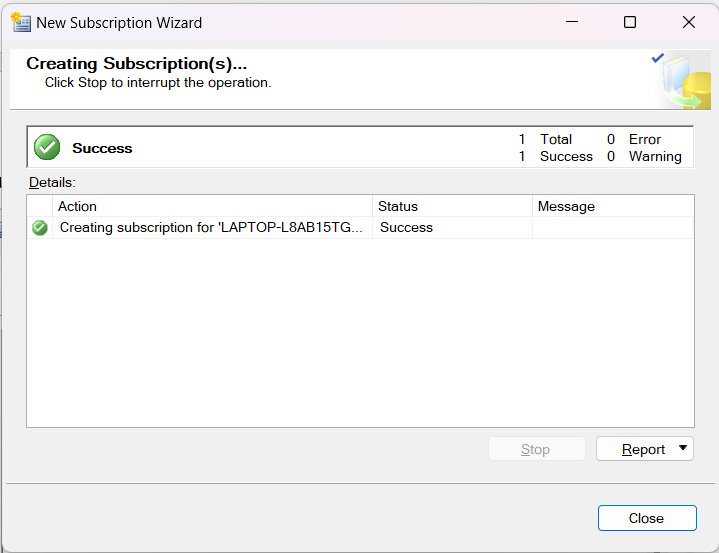 New Subscription Wizard
Creating Subscription(s)...
Click Stop to interrupt the operation.
Success
1 Total 0 Error
1 Success 0 Warning
Details:
Action Status Message
Creating subscription for 'LAPTOP-L8AB15TG... Success
Stop Report
Close